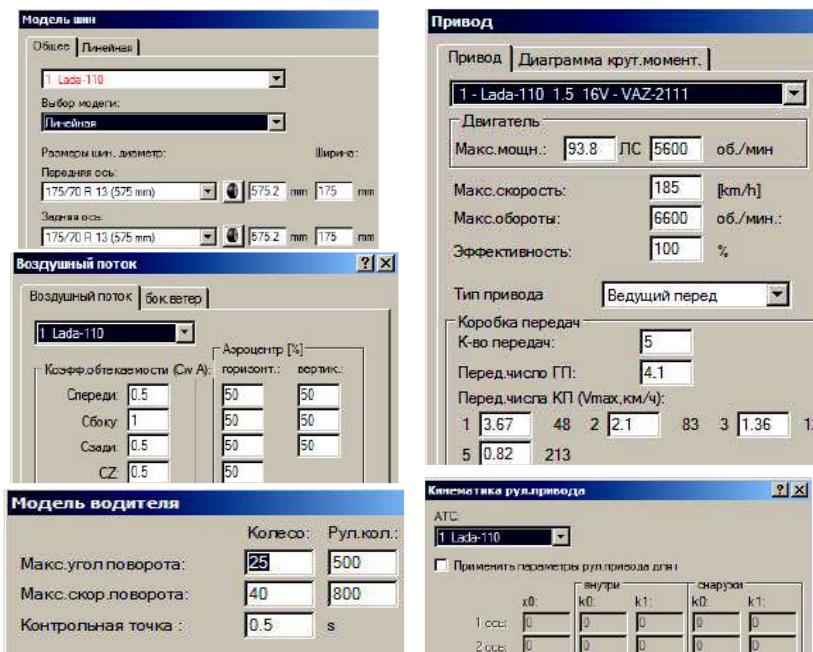 Модель шин
Общее Линейная
1 Lada-110
Выбор модели:
Линейная
Размеры шин, диаметр: Ширина:
Передняя ось:
175/70 R 13 (575 mm) 575.2 mm 175 mm
Задняя ось:
175/70 R 13 (575 mm) 575.2 mm 175 mm
Воздушный поток
Воздушный поток бок.ветер
1 Lada-110
Аэроцентр [%]
Коэфф.обтекаемости (Cw A): горизонт.: вертик.:
Спереди: 0.5 50 50
Сбоку: 1 50 50
Сзади: 0.5 50 50
CZ: 0.5 50
Модель водителя
Колесо: Рул.кол.:
Макс.угол поворота: 25 500
Макс.скор.поворота: 40 800
Контрольная точка : 0.5 s
Привод
Привод Диаграмма крут.момент.
1 - Lada-110 1.5 16V - VAZ-2111
Двигатель
Макс.мощн.: 93.8 ЛС 5600 об./мин
Макс.скорость: 185 [km/h]
Макс.обороты: 6600 об./мин.:
Эффективность: 100 %
Тип привода Ведущий перед
Коробка передач
К-во передач: 5
Перед.число ГП: 4.1
Перед.числа КП (Vmax,км/ч):
1 3.67 48 2 2.1 83 3 1.36
5 0.82 213
Кинематика рул.привода
АТС:
1 Lada-110
Применить параметры рул.привода для
внутри снаружи
x0: k0: k1: k0: k1:
1 ось: 0 0 0 0 0
2 ось: 0 0 0 0 0